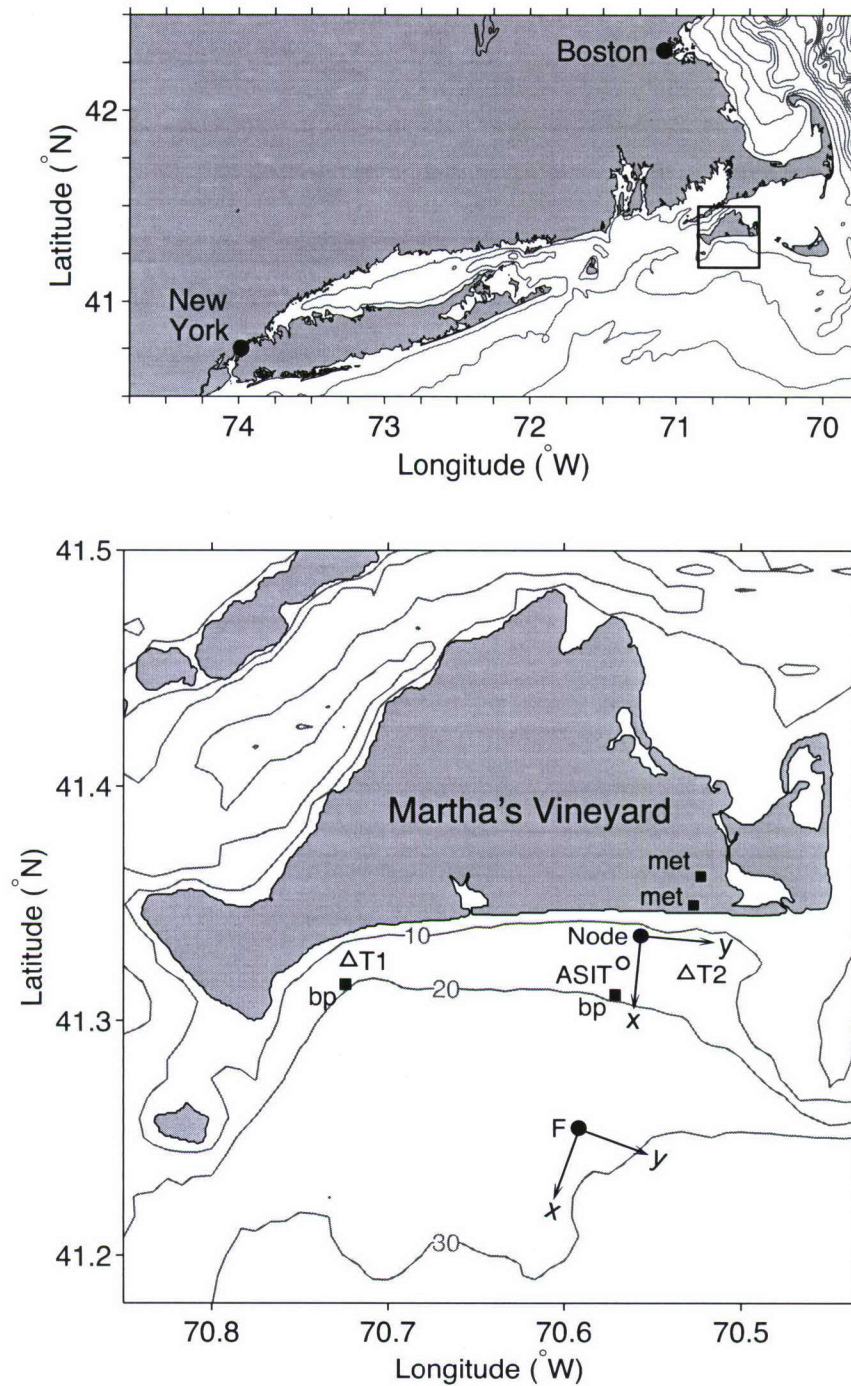 Boston
42
Latitude (°N)
41
New
York
74
73
72
71
70
Longitude (°W)
41.5
41.4
Martha's Vineyard
met
met
10
Node
y
T1
ASIT
T2
bp
20
bp
x
41.3
Latitude (°N)
F
y
x
41.2
30
70.8
70.7
70.6
70.5
Longitude (°W)